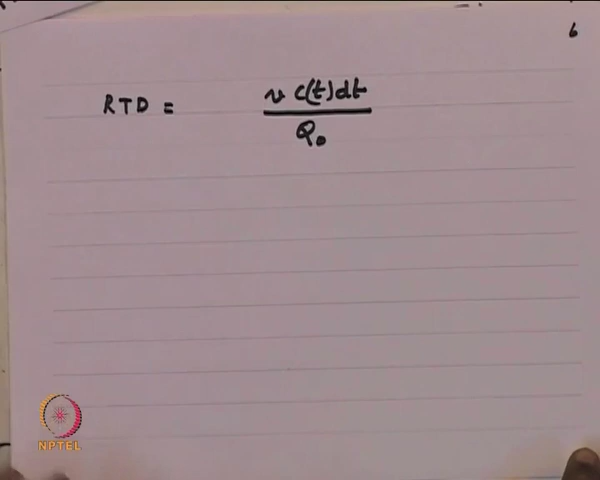 6
RTD = v c(t)dt
Q₀
NPTEL